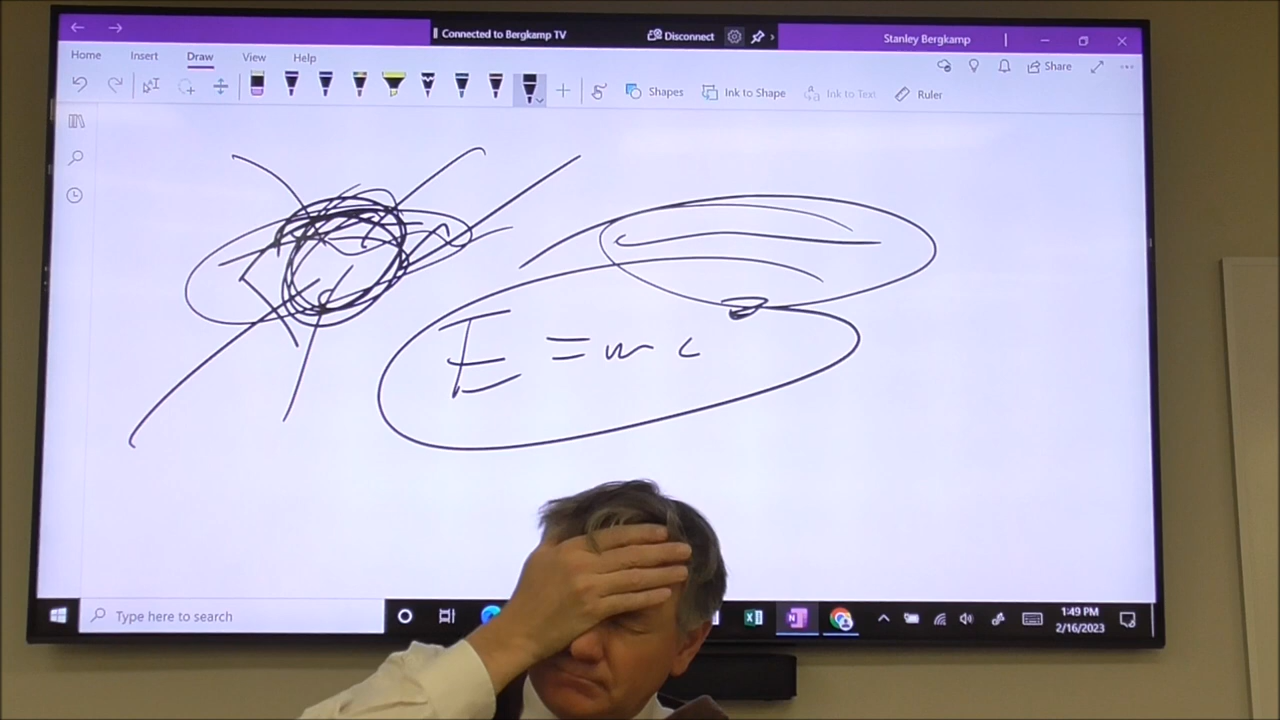 Connected to Bergkamp TV Disconnect
Stanley Bergkamp
Home Insert Draw View Help Share
Shapes Ink to Shape Ink to Text Ruler
E = mc
Type here to search
1:49 PM
2/16/2023